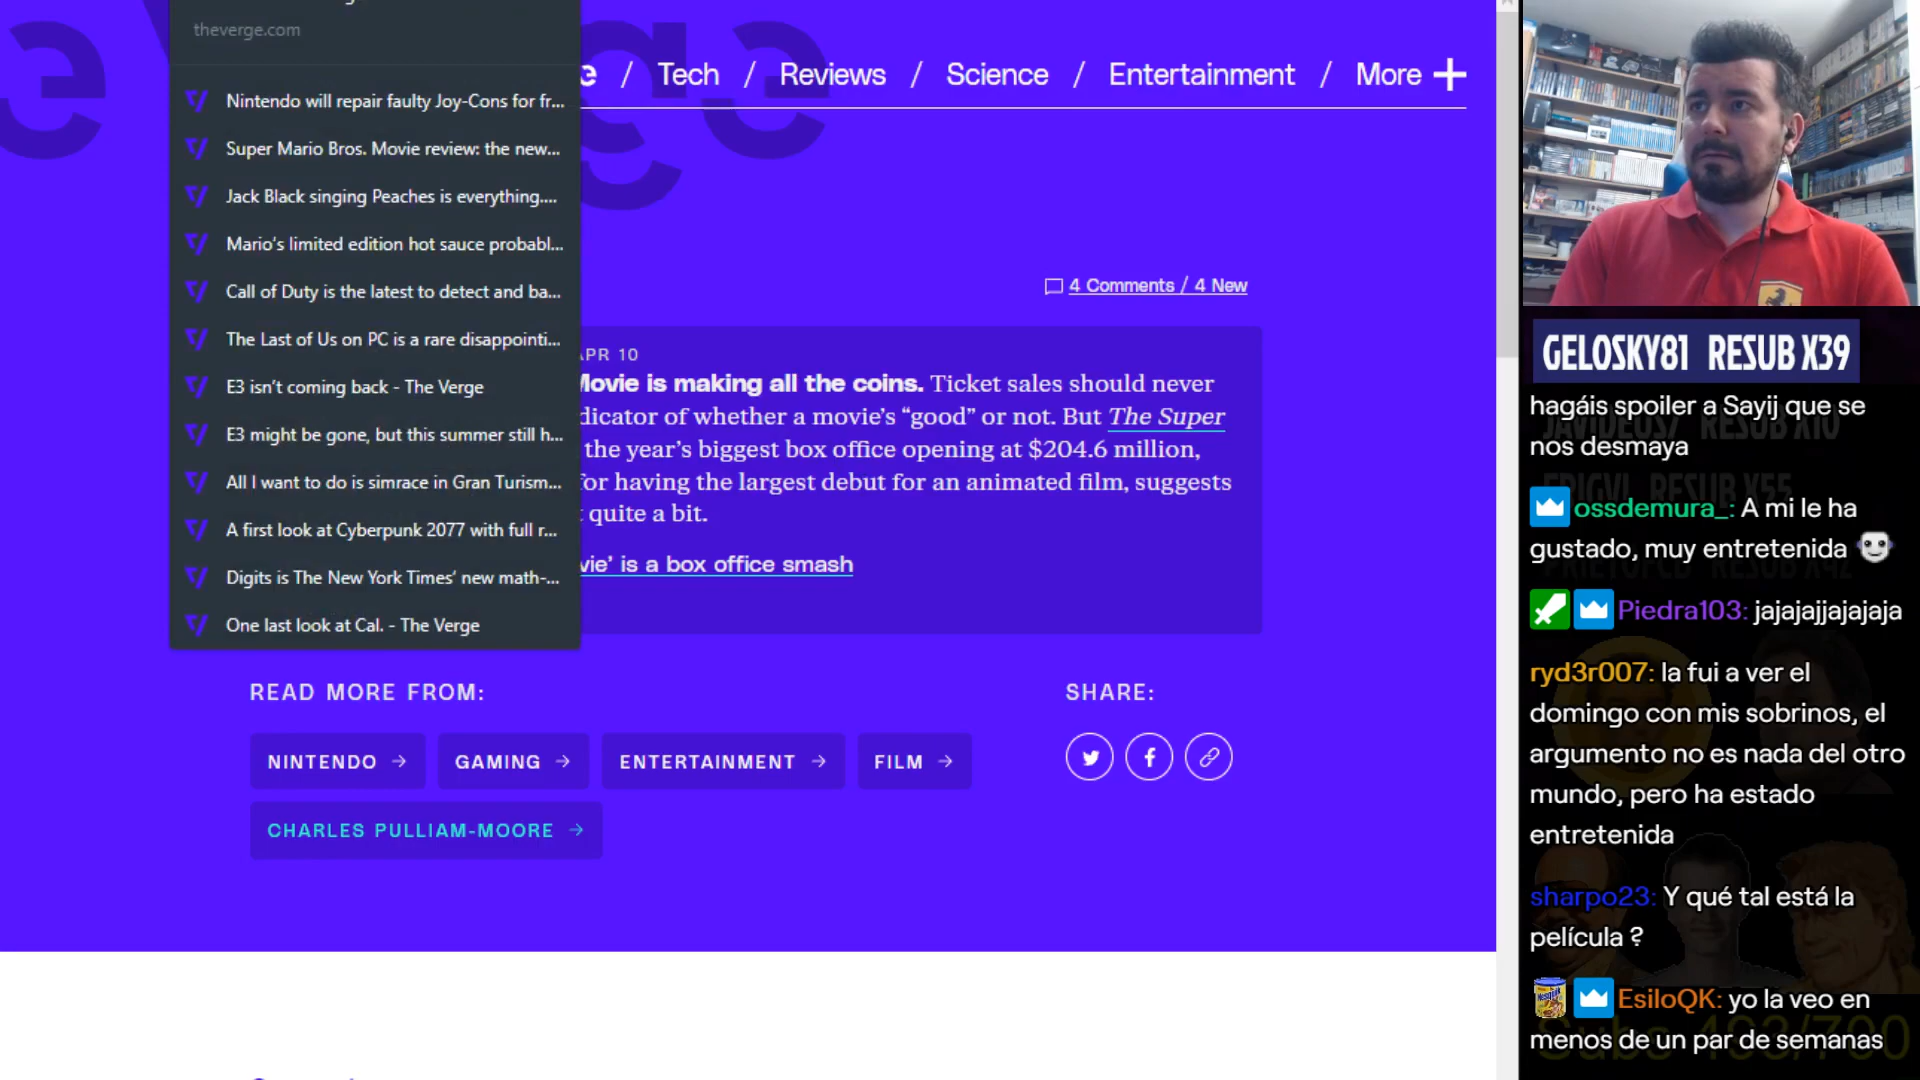 theverge.com
Nintendo will repair faulty Joy-Cons for fr...
Super Mario Bros. Movie review: the new...
Jack Black singing Peaches is everything....
Mario's limited edition hot sauce probabl...
Call of Duty is the latest to detect and ba...
The Last of Us on PC is a rare disappointi...
E3 isn't coming back - The Verge
E3 might be gone, but this summer still h...
All I want to do is simrace in Gran Turism...
A first look at Cyberpunk 2077 with full r...
Digits is The New York Times' new math-...
One last look at Cal. - The Verge
/ Tech / Reviews / Science / Entertainment / More +
4 Comments / 4 New
APR 10
Movie is making all the coins. Ticket sales should never
dicator of whether a movie's “good” or not. But The Super
the year's biggest box office opening at $204.6 million,
for having the largest debut for an animated film, suggests
quite a bit.
vie' is a box office smash
READ MORE FROM:
NINTENDO → GAMING → ENTERTAINMENT → FILM →
CHARLES PULLIAM-MOORE →
SHARE:
GELOSKY81 RESUB X39
hagáis spoiler a Sayij que se
nos desmaya
ossdemura_: A mi le ha
gustado, muy entretenida
Piedra103: jajajajjajajaja
ryd3r007: la fui a ver el
domingo con mis sobrinos, el
argumento no es nada del otro
mundo, pero ha estado
entretenida
sharpo23: Y qué tal está la
película ?
EsiloQK: yo la veo en
menos de un par de semanas